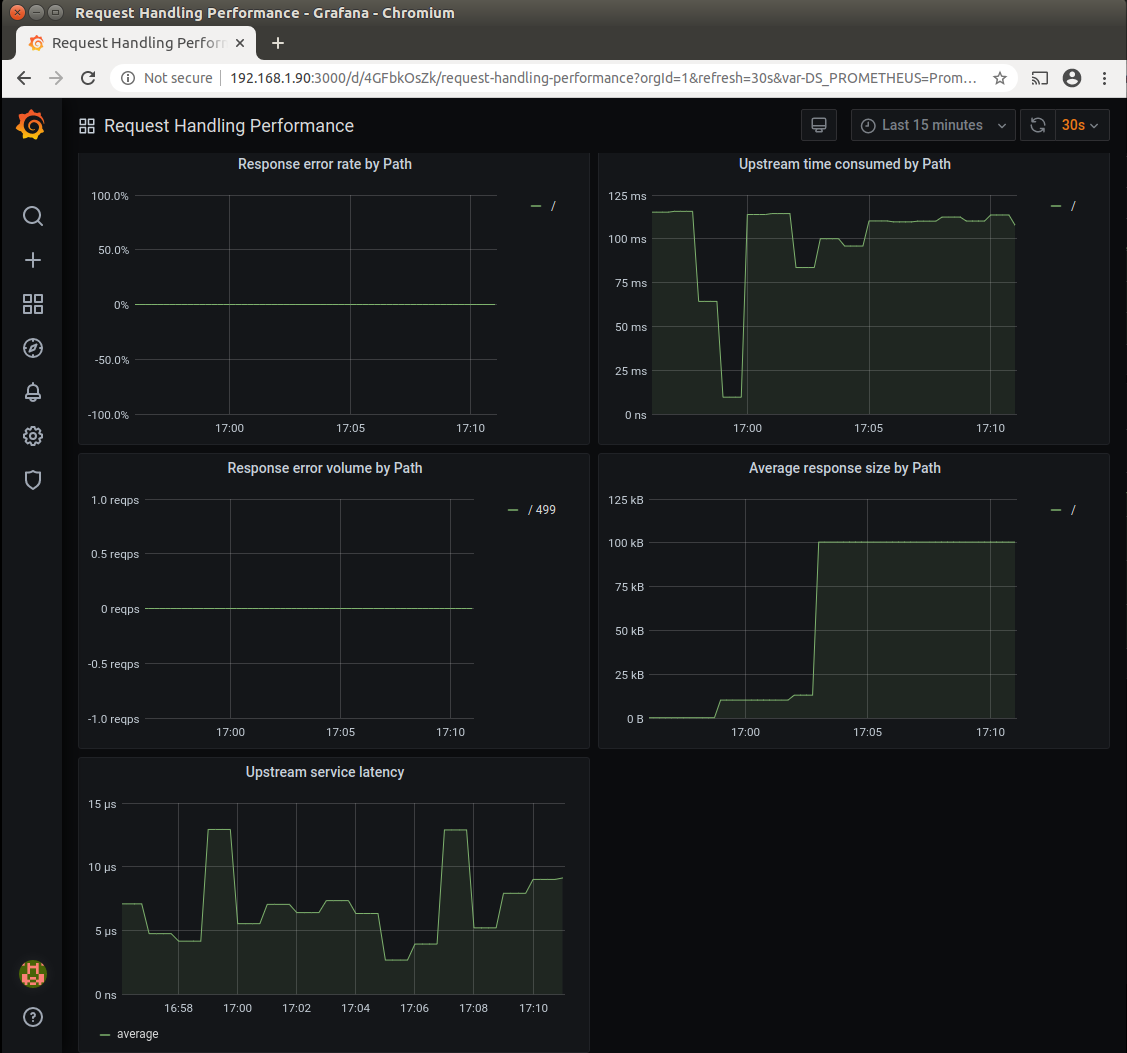 Request Handling Performance - Grafana - Chromium
Request Handling Perfor
Not secure 192.168.1.90:3000/d/4GFbkOsZk/request-handling-performance?orgId=1&refresh=30s&var-DS_PROMETHEUS=Prom...
Request Handling Performance
Last 15 minutes
30s
Response error rate by Path
100.0%
50.0%
0%
-50.0%
-100.0%
17:00 17:05 17:10
/
Upstream time consumed by Path
125 ms
100 ms
75 ms
50 ms
25 ms
0 ns
17:00 17:05 17:10
/
Response error volume by Path
1.0 reqps
0.5 reqps
0 reqps
-0.5 reqps
-1.0 reqps
17:00 17:05 17:10
/ 499
Average response size by Path
125 kB
100 kB
75 kB
50 kB
25 kB
0 B
17:00 17:05 17:10
/
Upstream service latency
15 µs
10 µs
5 µs
0 ns
16:58 17:00 17:02 17:04 17:06 17:08 17:10
average